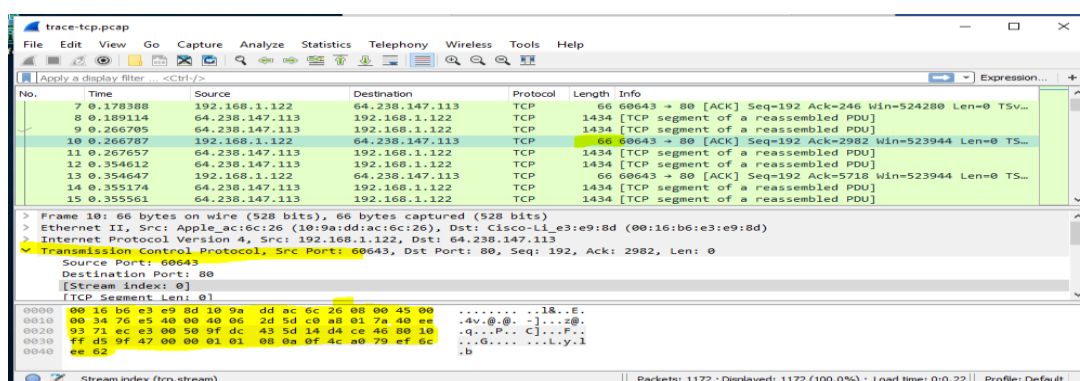 trace-tcp.pcap
File Edit View Go Capture Analyze Statistics Telephony Wireless Tools Help
Apply a display filter ... <Ctrl-/> Expression... +
No. Time Source Destination Protocol Length Info
7 0.178388 192.168.1.122 64.238.147.113 TCP 66 60643 → 80 [ACK] Seq=192 Ack=246 Win=524280 Len=0 TSv...
8 0.189114 64.238.147.113 192.168.1.122 TCP 1434 [TCP segment of a reassembled PDU]
9 0.266705 64.238.147.113 192.168.1.122 TCP 1434 [TCP segment of a reassembled PDU]
10 0.266787 192.168.1.122 64.238.147.113 TCP 66 60643 → 80 [ACK] Seq=192 Ack=2982 Win=523944 Len=0 TS...
11 0.267657 64.238.147.113 192.168.1.122 TCP 1434 [TCP segment of a reassembled PDU]
12 0.354612 64.238.147.113 192.168.1.122 TCP 1434 [TCP segment of a reassembled PDU]
13 0.354647 192.168.1.122 64.238.147.113 TCP 66 60643 → 80 [ACK] Seq=192 Ack=5718 Win=523944 Len=0 TS...
14 0.355174 64.238.147.113 192.168.1.122 TCP 1434 [TCP segment of a reassembled PDU]
15 0.355561 64.238.147.113 192.168.1.122 TCP 1434 [TCP segment of a reassembled PDU]
> Frame 10: 66 bytes on wire (528 bits), 66 bytes captured (528 bits)
> Ethernet II, Src: Apple_ac:6c:26 (10:9a:dd:ac:6c:26), Dst: Cisco-Li_e3:e9:8d (00:16:b6:e3:e9:8d)
> Internet Protocol Version 4, Src: 192.168.1.122, Dst: 64.238.147.113
Transmission Control Protocol, Src Port: 60643, Dst Port: 80, Seq: 192, Ack: 2982, Len: 0
Source Port: 60643
Destination Port: 80
[Stream index: 0]
[TCP Segment Len: 0]
0000 00 16 b6 e3 e9 8d 10 9a dd ac 6c 26 08 00 45 00 ........ ..l&..E.
0010 00 34 76 e5 40 00 40 06 2d 5d c0 a8 01 7a 40 ee .4v.@.@. -]...z@.
0020 93 71 ec e3 00 50 9f dc 43 5d 14 d4 ce 46 80 10 .q...P.. C]...F..
0030 ff d5 9f 47 00 00 01 01 08 0a 0f 4c a0 79 ef 6c ...G.... ...L.y.l
0040 ee 62 .b
Stream index (tcp.stream) Packets: 1172 · Displayed: 1172 (100.0%) · Load time: 0:0.22 Profile: Default